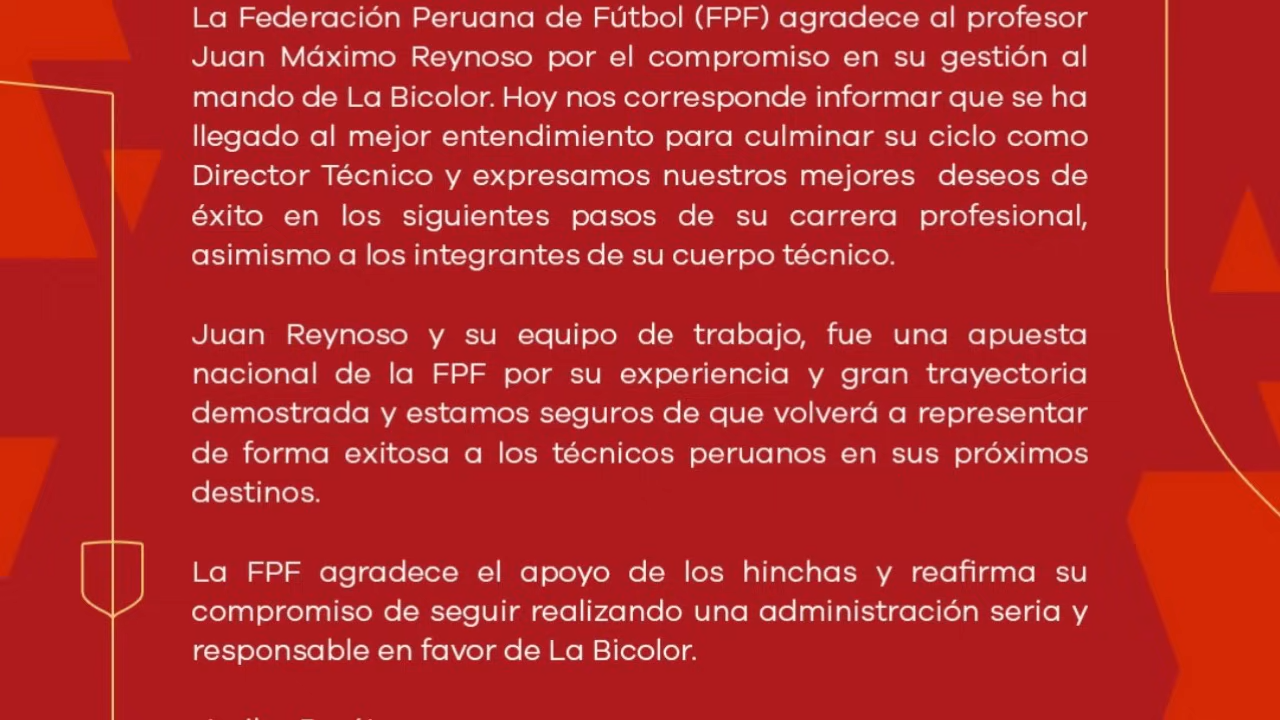 La Federación Peruana de Fútbol (FPF) agradece al profesor
Juan Máximo Reynoso por el compromiso en su gestión al
mando de La Bicolor. Hoy nos corresponde informar que se ha
llegado al mejor entendimiento para culminar su ciclo como
Director Técnico y expresamos nuestros mejores deseos de
éxito en los siguientes pasos de su carrera profesional,
asimismo a los integrantes de su cuerpo técnico.
Juan Reynoso y su equipo de trabajo, fue una apuesta
nacional de la FPF por su experiencia y gran trayectoria
demostrada y estamos seguros de que volverá a representar
de forma exitosa a los técnicos peruanos en sus próximos
destinos.
La FPF agradece el apoyo de los hinchas y reafirma su
compromiso de seguir realizando una administración seria y
responsable en favor de La Bicolor.